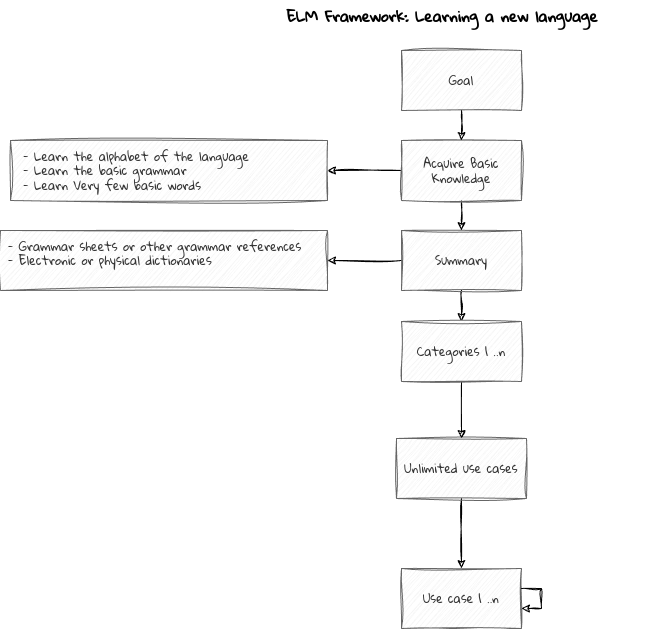 ELM Framework: Learning a new language
Goal
Acquire Basic
Knowledge
- Learn the alphabet of the language
- Learn the basic grammar
- Learn Very few basic words
Summary
- Grammar sheets or other grammar references
- Electronic or physical dictionaries
Categories 1 ..n
Unlimited use cases
Use case 1 ..n